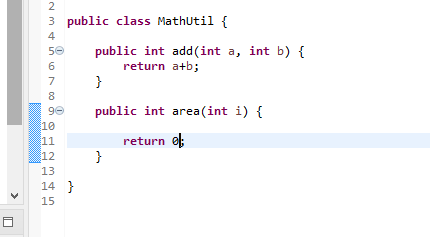 2
3 public class MathUtil {
4
5 public int add(int a, int b) {
6 return a+b;
7 }
8
9 public int area(int i) {
10
11 return 0;
12 }
13
14 }
15